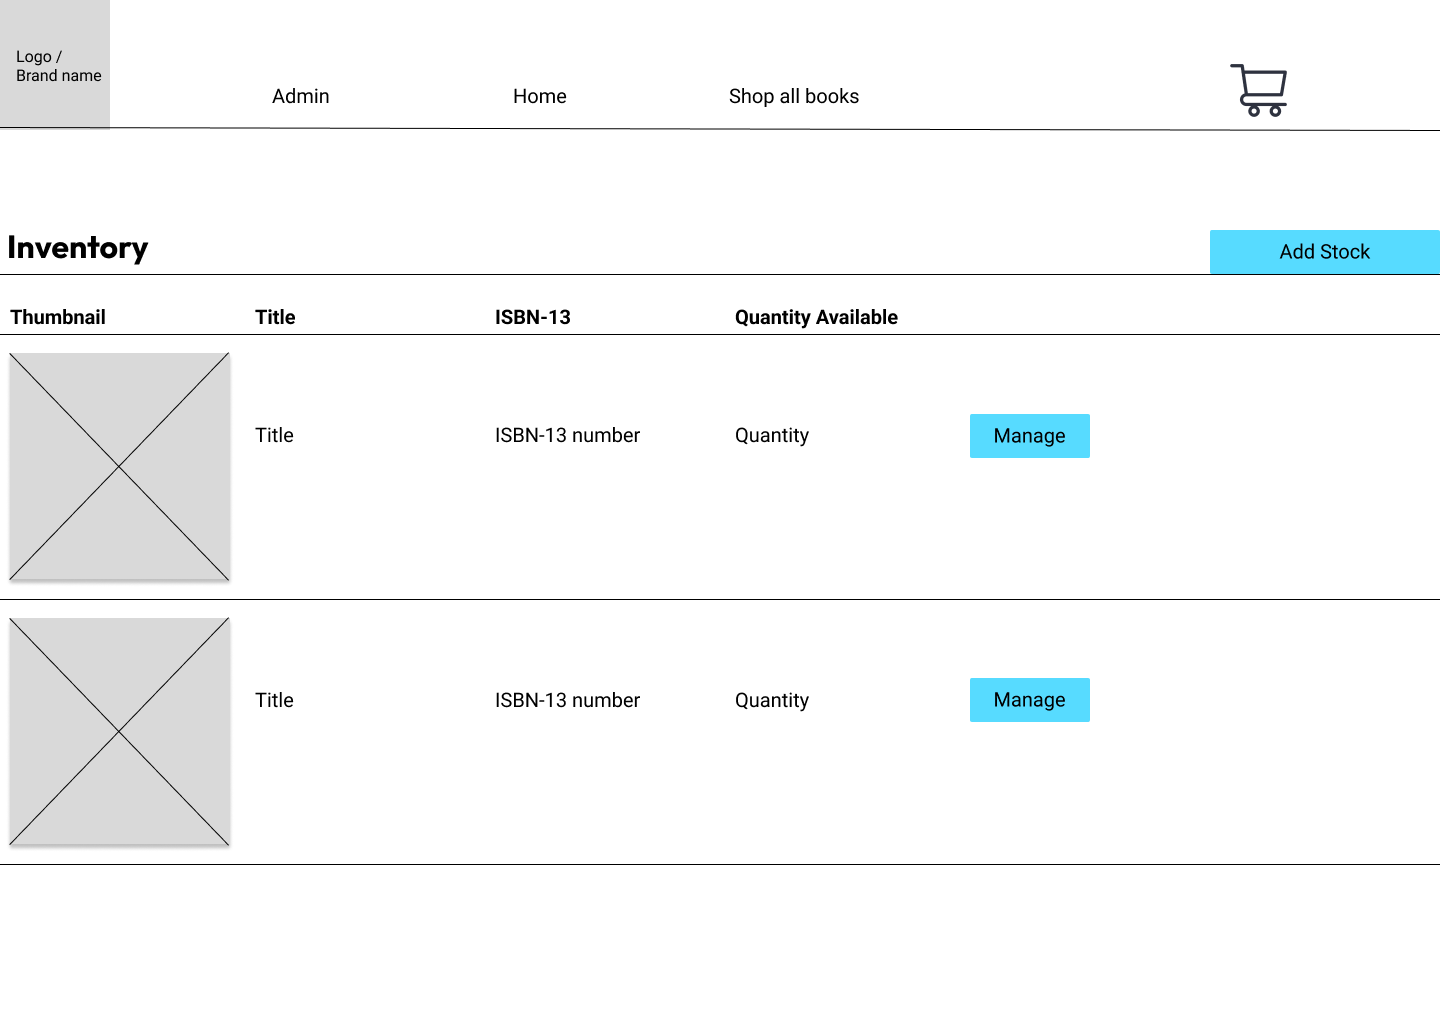 Logo /
Brand name
Admin Home Shop all books
Inventory Add Stock
Thumbnail Title ISBN-13 Quantity Available
Title ISBN-13 number Quantity Manage
Title ISBN-13 number Quantity Manage